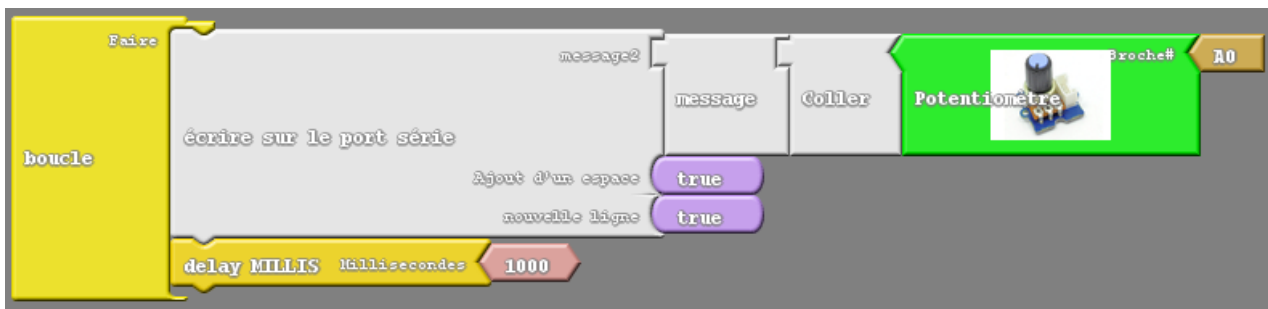 Faire
message2
Broche#
A0
message
Coller
Potentiomètre
écrire sur le port série
boucle
Ajout d'un espace
true
nouvelle ligne
true
delay MILLIS
Millisecondes
1000